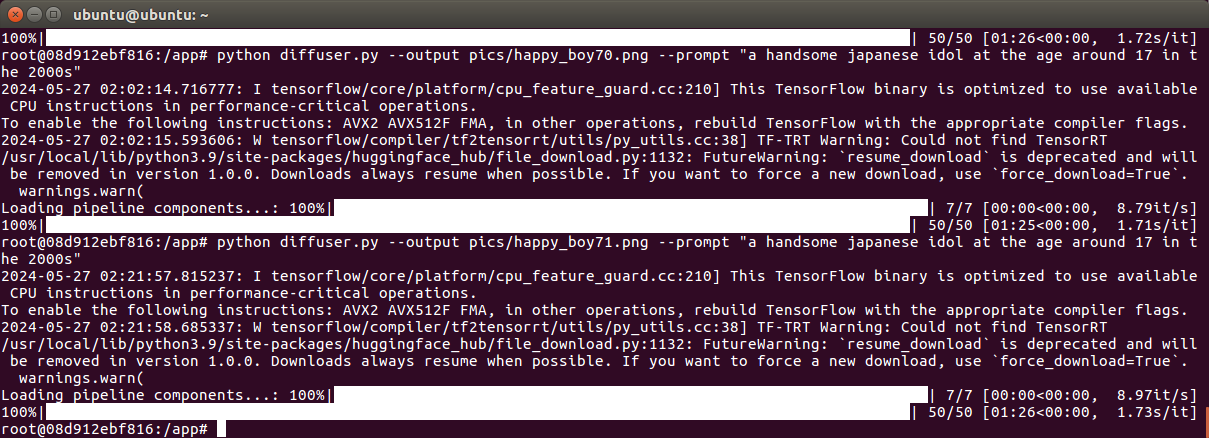 ubuntu@ubuntu: ~
100%| | 50/50 [01:26<00:00,  1.72s/it]
root@08d912ebf816:/app# python diffuser.py --output pics/happy_boy70.png --prompt "a handsome japanese idol at the age around 17 in t
he 2000s"
2024-05-27 02:02:14.716777: I tensorflow/core/platform/cpu_feature_guard.cc:210] This TensorFlow binary is optimized to use available
 CPU instructions in performance-critical operations.
To enable the following instructions: AVX2 AVX512F FMA, in other operations, rebuild TensorFlow with the appropriate compiler flags.
2024-05-27 02:02:15.593606: W tensorflow/compiler/tf2tensorrt/utils/py_utils.cc:38] TF-TRT Warning: Could not find TensorRT
/usr/local/lib/python3.9/site-packages/huggingface_hub/file_download.py:1132: FutureWarning: `resume_download` is deprecated and will
 be removed in version 1.0.0. Downloads always resume when possible. If you want to force a new download, use `force_download=True`.
  warnings.warn(
Loading pipeline components...: 100%| | 7/7 [00:00<00:00,  8.79it/s]
100%| | 50/50 [01:25<00:00,  1.71s/it]
root@08d912ebf816:/app# python diffuser.py --output pics/happy_boy71.png --prompt "a handsome japanese idol at the age around 17 in t
he 2000s"
2024-05-27 02:21:57.815237: I tensorflow/core/platform/cpu_feature_guard.cc:210] This TensorFlow binary is optimized to use available
 CPU instructions in performance-critical operations.
To enable the following instructions: AVX2 AVX512F FMA, in other operations, rebuild TensorFlow with the appropriate compiler flags.
2024-05-27 02:21:58.685337: W tensorflow/compiler/tf2tensorrt/utils/py_utils.cc:38] TF-TRT Warning: Could not find TensorRT
/usr/local/lib/python3.9/site-packages/huggingface_hub/file_download.py:1132: FutureWarning: `resume_download` is deprecated and will
 be removed in version 1.0.0. Downloads always resume when possible. If you want to force a new download, use `force_download=True`.
  warnings.warn(
Loading pipeline components...: 100%| | 7/7 [00:00<00:00,  8.97it/s]
100%| | 50/50 [01:26<00:00,  1.73s/it]
root@08d912ebf816:/app#